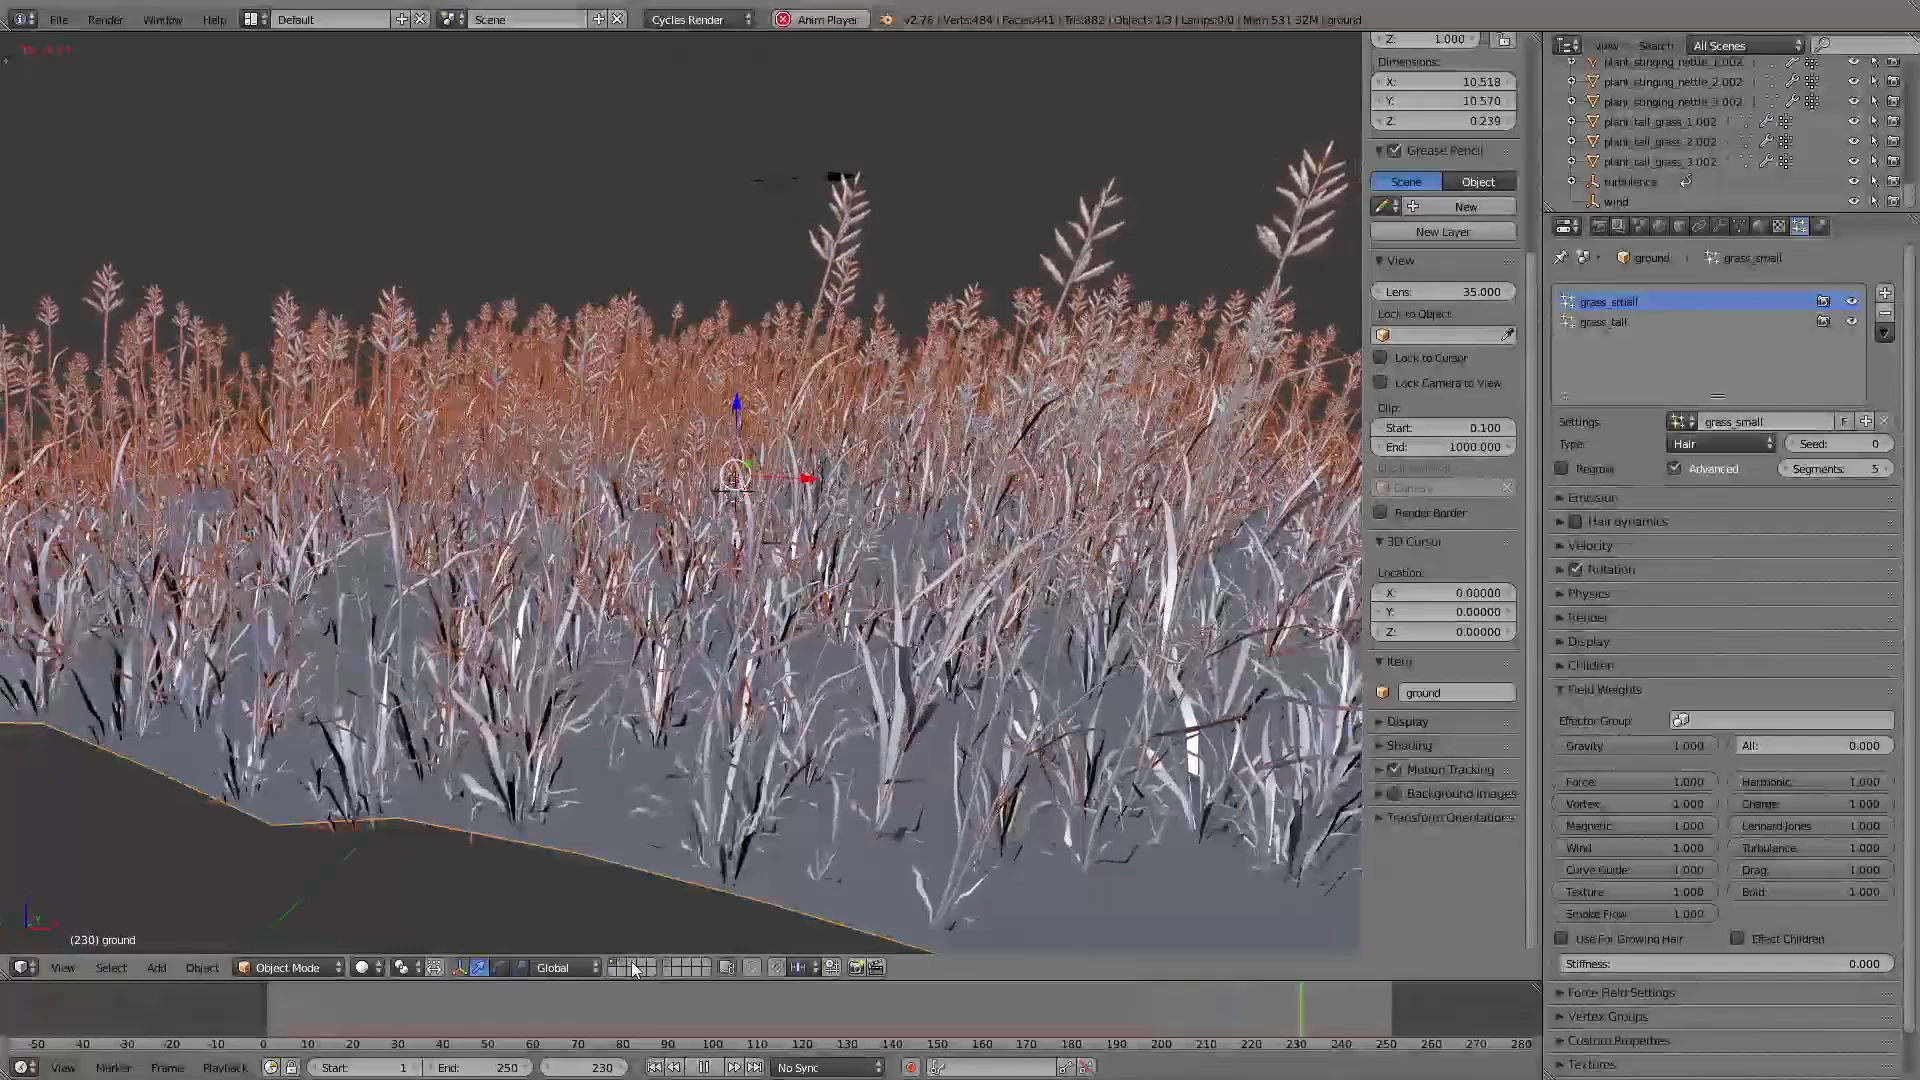 File Render Window Help Default Scene Cycles Render Anim Player v2.76 | Verts:484 | Faces:441 | Tris:882 | Objects:1/3 | Lamps:0/0 | Mem:531.32M | ground
Z: 1.000
Dimensions:
X: 10.518
Y: 10.570
Z: 0.239
Grease Pencil
Scene Object
New
New Layer
View
Lens: 35.000
Lock to Object:
Lock to Cursor
Lock Camera to View
Clip:
Start: 0.100
End: 1000.000
Camera
Render Border
3D Cursor
Location:
X: 0.00000
Y: 0.00000
Z: 0.00000
Item
ground
Display
Shading
Motion Tracking
Background Images
Transform Orientations
View Search All Scenes
plant_stinging_nettle_1.002
plant_stinging_nettle_2.002
plant_stinging_nettle_3.002
plant_tall_grass_1.002
plant_tall_grass_2.002
plant_tall_grass_3.002
turbulence
wind
ground grass_small
grass_small
grass_tall
Settings: grass_small F
Type: Hair Seed: 0
Regrow Advanced Segments: 5
Emission
Hair dynamics
Velocity
Rotation
Physics
Render
Display
Children
Field Weights
Effector Group:
Gravity 1.000 All: 0.000
Force: 1.000 Harmonic: 1.000
Vortex: 1.000 Charge: 1.000
Magnetic: 1.000 Lennard-Jones 1.000
Wind 1.000 Turbulence: 1.000
Curve Guide: 1.000 Drag: 1.000
Texture: 1.000 Boid: 1.000
Smoke Flow 1.000
Use For Growing Hair Effect Children
Stiffness: 0.000
Force Field Settings
Vertex Groups
Custom Properties
Textures
(230) ground
View Select Add Object Object Mode Global
-50 -40 -30 -20 -10 0 10 20 30 40 50 60 70 80 90 100 110 120 130 140 150 160 170 180 190 200 210 220 230 240 250 260 270 280
View Marker Frame Playback Start: 1 End: 250 230 No Sync